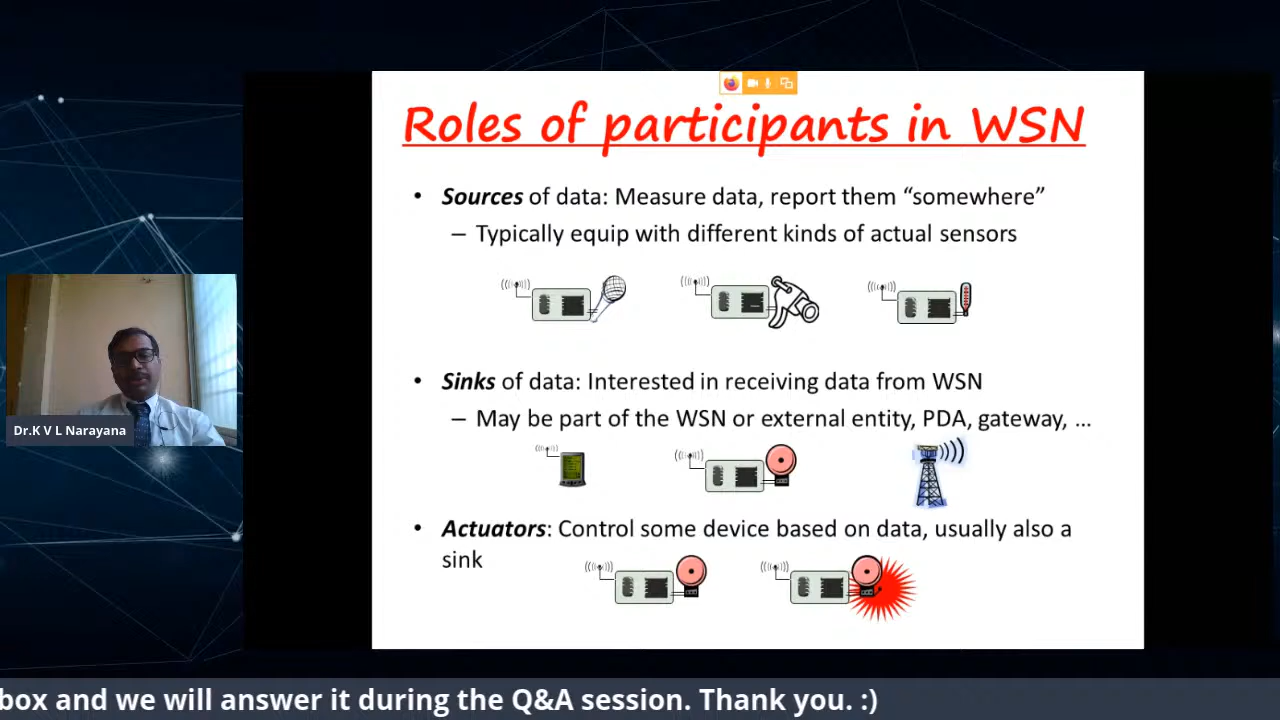 Roles of participants in WSN
• Sources of data: Measure data, report them “somewhere”
– Typically equip with different kinds of actual sensors
• Sinks of data: Interested in receiving data from WSN
– May be part of the WSN or external entity, PDA, gateway, ...
• Actuators: Control some device based on data, usually also a
sink
Dr.K V L Narayana
box and we will answer it during the Q&A session. Thank you. :)